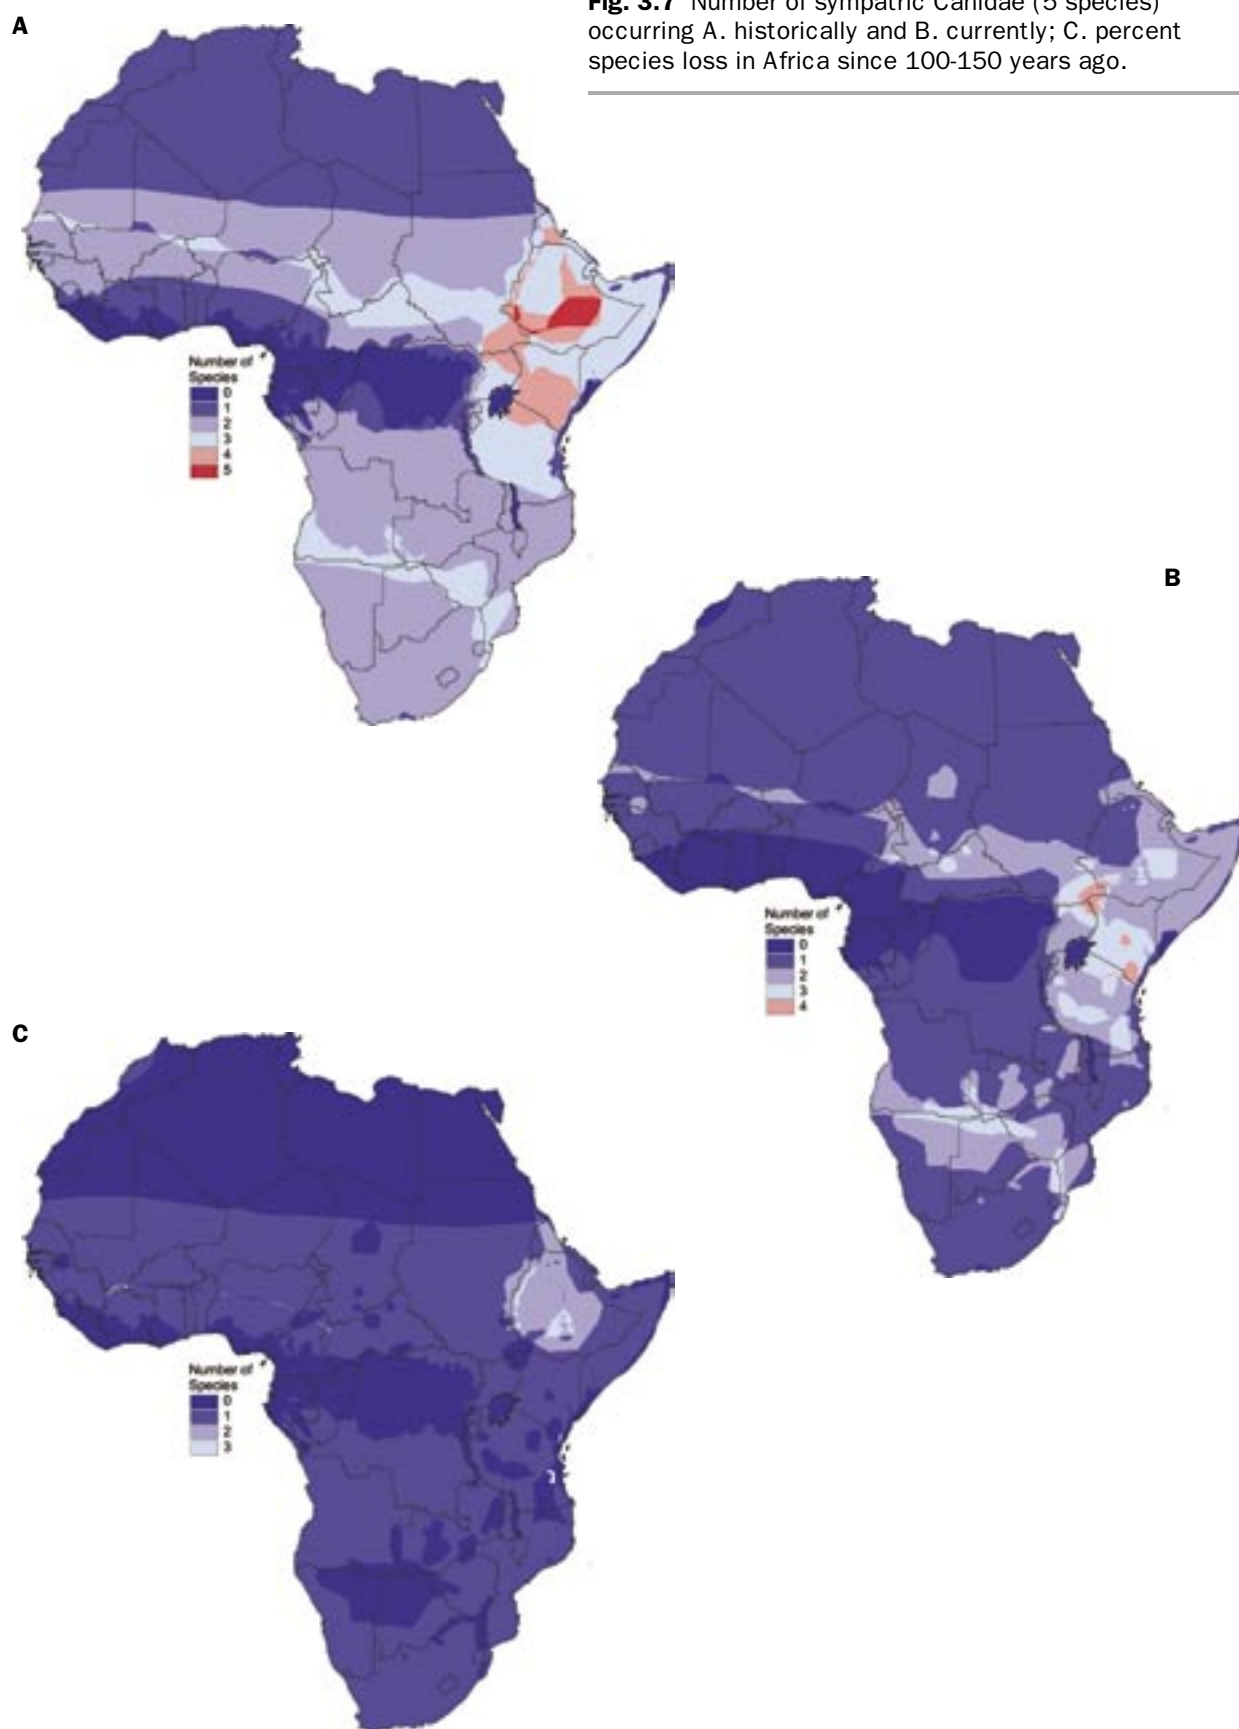 A
Fig. 3.7 Number of sympatric Canidae (5 species)
occurring A. historically and B. currently; C. percent
species loss in Africa since 100-150 years ago.
Number of
Species
0
1
2
3
4
5
B
Number of
Species
0
1
2
3
4
C
Number of
Species
0
1
2
3